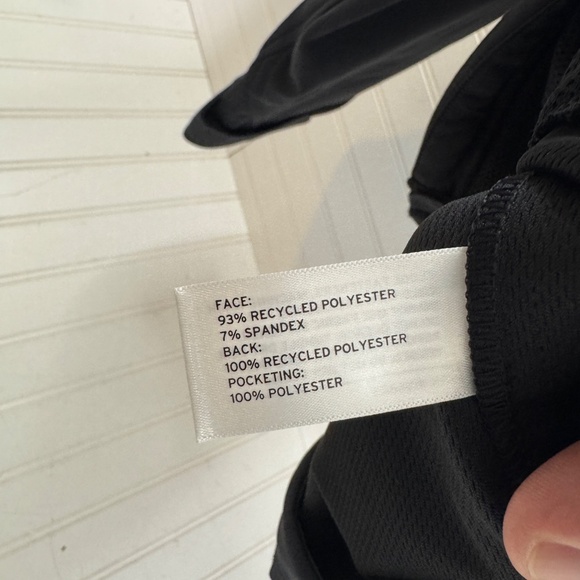 FACE:
93% RECYCLED POLYESTER
7% SPANDEX
BACK:
100% RECYCLED POLYESTER
POCKETING:
100% POLYESTER